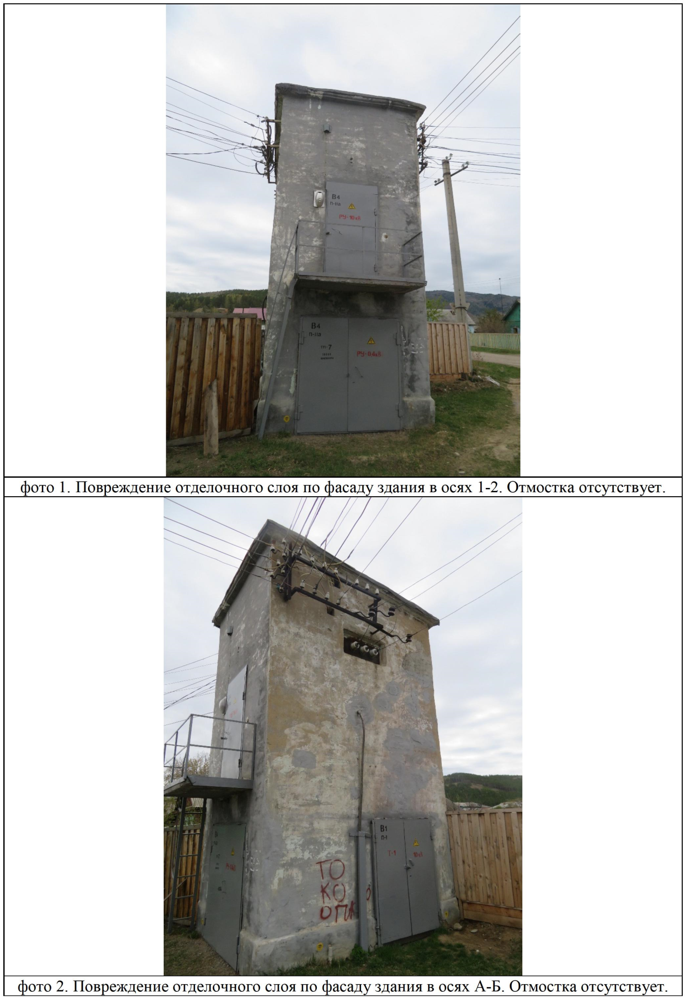 В4
П-IIа
РУ-10кВ
В4
П-IIа
ТП-7
РУ-0,4кВ
фото 1. Повреждение отделочного слоя по фасаду здания в осях 1-2. Отмостка отсутствует.
В1
П-I
Т-1
10кВ
ТО
КО
ОПА
фото 2. Повреждение отделочного слоя по фасаду здания в осях А-Б. Отмостка отсутствует.